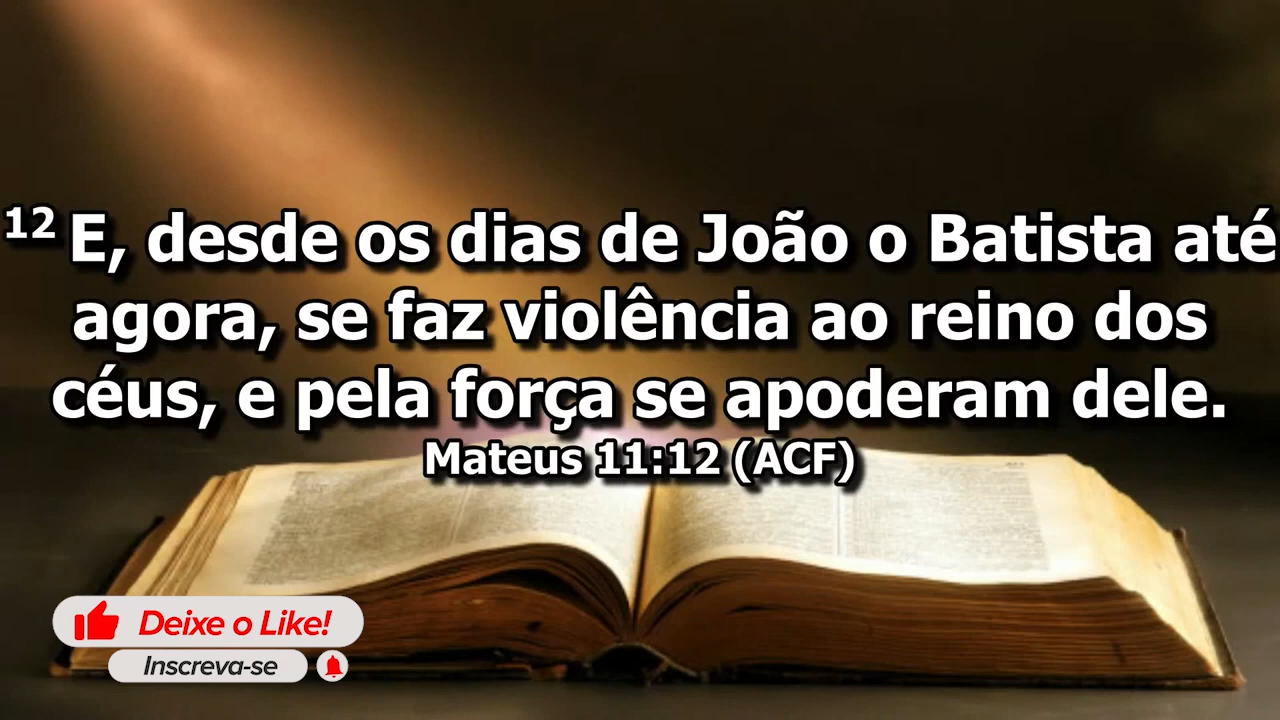 12 E, desde os dias de João o Batista até
agora, se faz violência ao reino dos
céus, e pela força se apoderam dele.
Mateus 11:12 (ACF)
Deixe o Like!
Inscreva-se